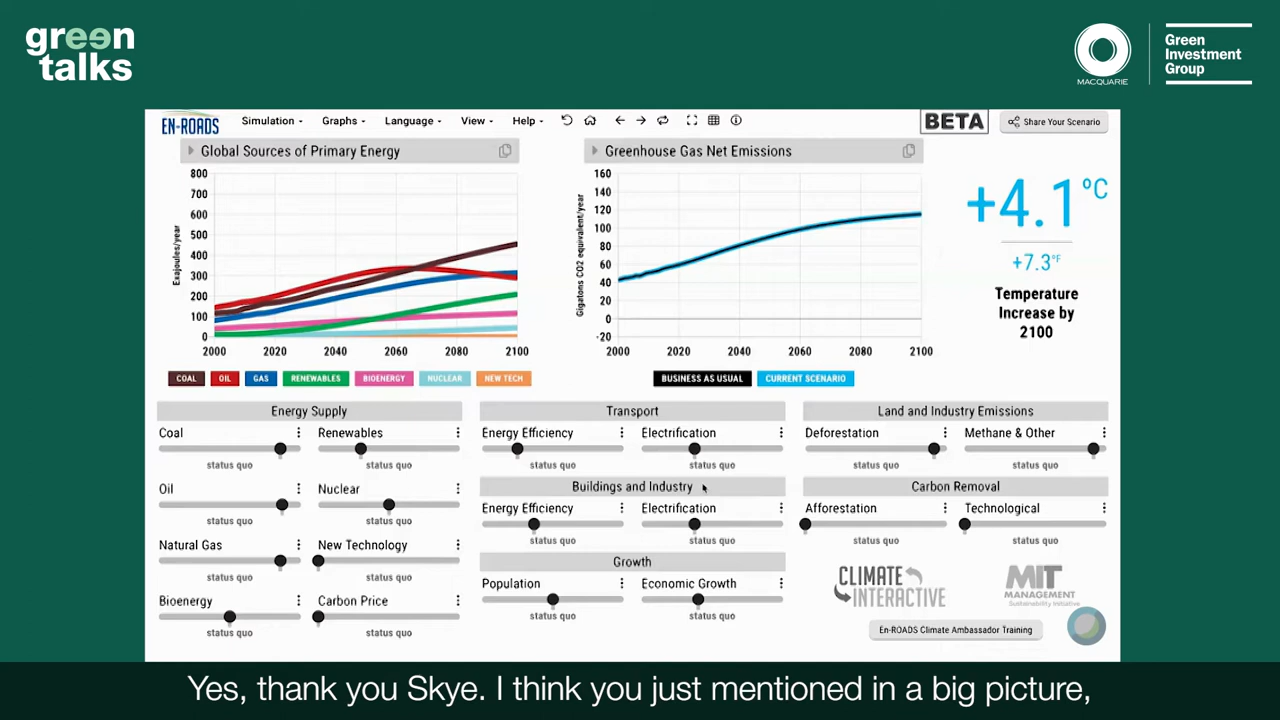 green
talks
MACQUARIE
Green
Investment
Group
EN-ROADS
Simulation
Graphs
Language
View
Help
BETA
Share Your Scenario
Global Sources of Primary Energy
800
700
600
500
400
300
200
100
0
Exajoules/year
2000 2020 2040 2060 2080 2100
COAL OIL GAS RENEWABLES BIOENERGY NUCLEAR NEW TECH
Greenhouse Gas Net Emissions
160
140
120
100
80
60
40
20
0
-20
Gigatons CO2 equivalent/year
2000 2020 2040 2060 2080 2100
BUSINESS AS USUAL CURRENT SCENARIO
+4.1 ºC
+7.3 °F
Temperature
Increase by
2100
Energy Supply
Coal
status quo
Renewables
status quo
Oil
status quo
Nuclear
status quo
Natural Gas
status quo
New Technology
status quo
Bioenergy
status quo
Carbon Price
status quo
Transport
Energy Efficiency
status quo
Electrification
status quo
Buildings and Industry
Energy Efficiency
status quo
Electrification
status quo
Growth
Population
status quo
Economic Growth
status quo
Land and Industry Emissions
Deforestation
status quo
Methane & Other
status quo
Carbon Removal
Afforestation
status quo
Technological
status quo
CLIMATE
INTERACTIVE
MIT
MANAGEMENT
Sustainability Initiative
En-ROADS Climate Ambassador Training
Yes, thank you Skye. I think you just mentioned in a big picture,